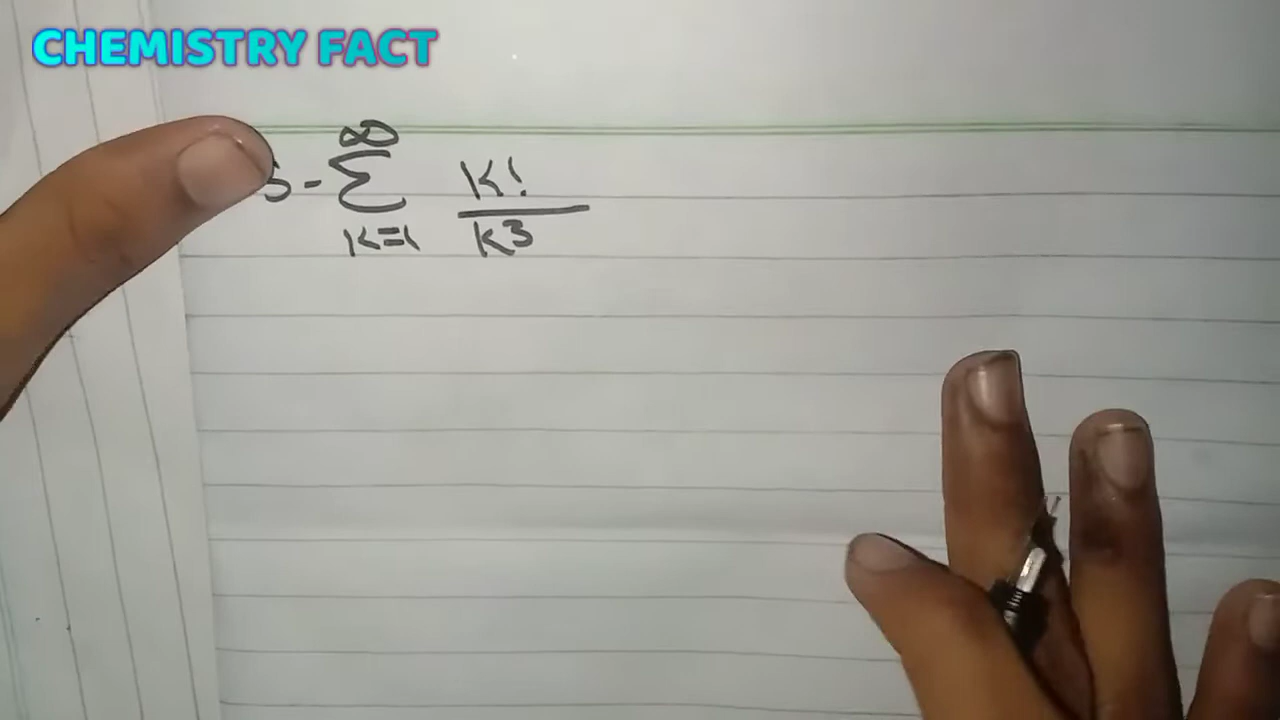 CHEMISTRY FACT
S - ∞ Σ k=1 k! / k3